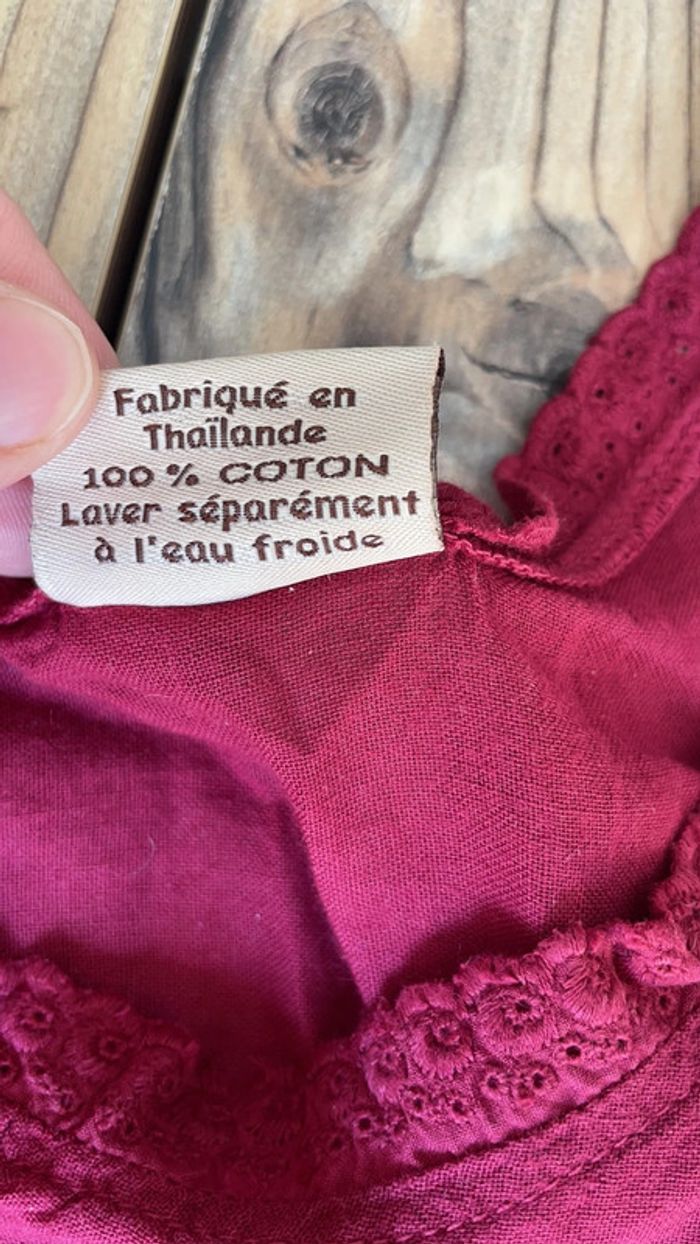 Fabriqué en
Thaïlande
100 % COTON
Laver séparément
à l'eau froide